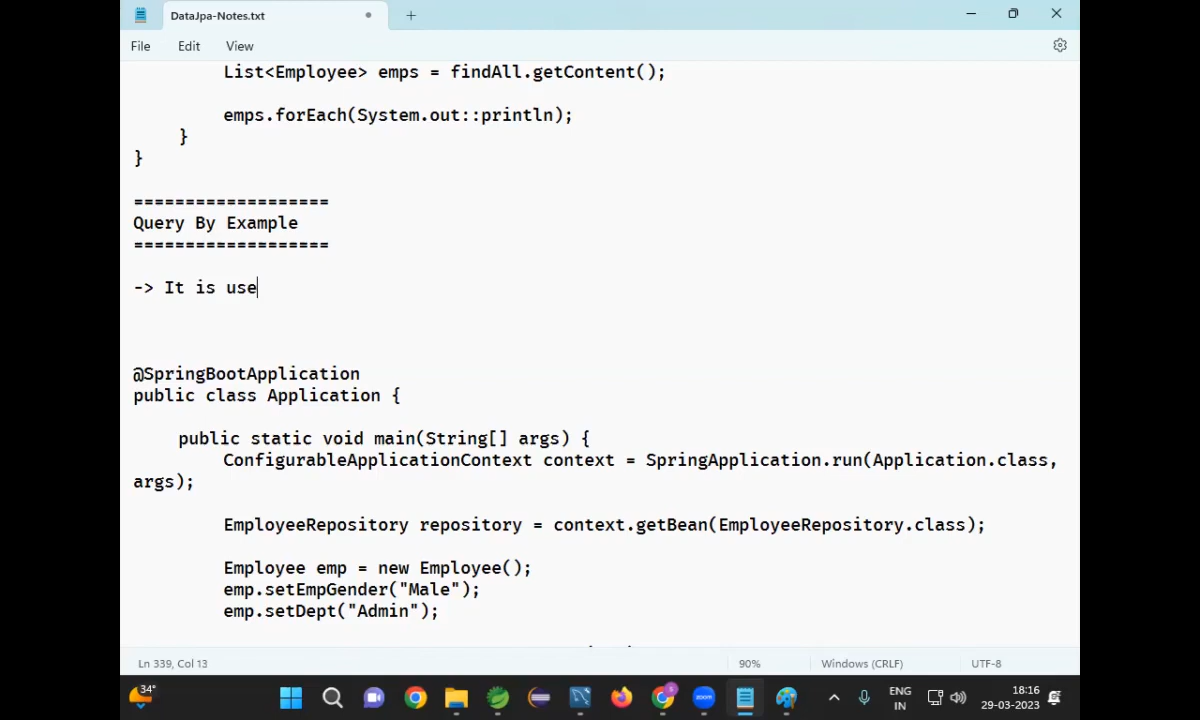 DataJpa-Notes.txt
File Edit View
List<Employee> emps = findAll.getContent();
emps.forEach(System.out::println);
}
}
===================
Query By Example
===================
-> It is use
@SpringBootApplication
public class Application {
public static void main(String[] args) {
ConfigurableApplicationContext context = SpringApplication.run(Application.class,
args);
EmployeeRepository repository = context.getBean(EmployeeRepository.class);
Employee emp = new Employee();
emp.setEmpGender("Male");
emp.setDept("Admin");
Ln 339, Col 13 90% Windows (CRLF) UTF-8
34° zoom ENG 18:16
IN 29-03-2023